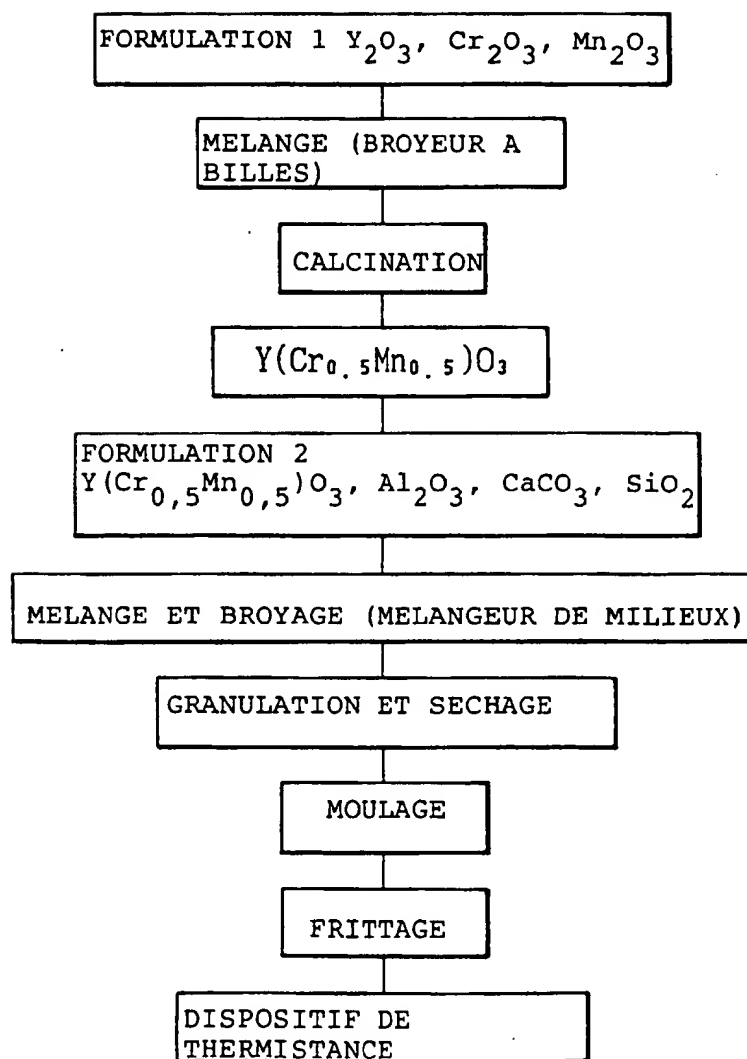 FORMULATION 1 Y₂O₃, Cr₂O₃, Mn₂O₃
MELANGE (BROYEUR A
BILLES)
CALCINATION
Y(Cr₀.₅Mn₀.₅)O₃
FORMULATION 2
Y(Cr₀,₅Mn₀,₅)O₃, Al₂O₃, CaCO₃, SiO₂
MELANGE ET BROYAGE (MELANGEUR DE MILIEUX)
GRANULATION ET SECHAGE
MOULAGE
FRITTAGE
DISPOSITIF DE
THERMISTANCE